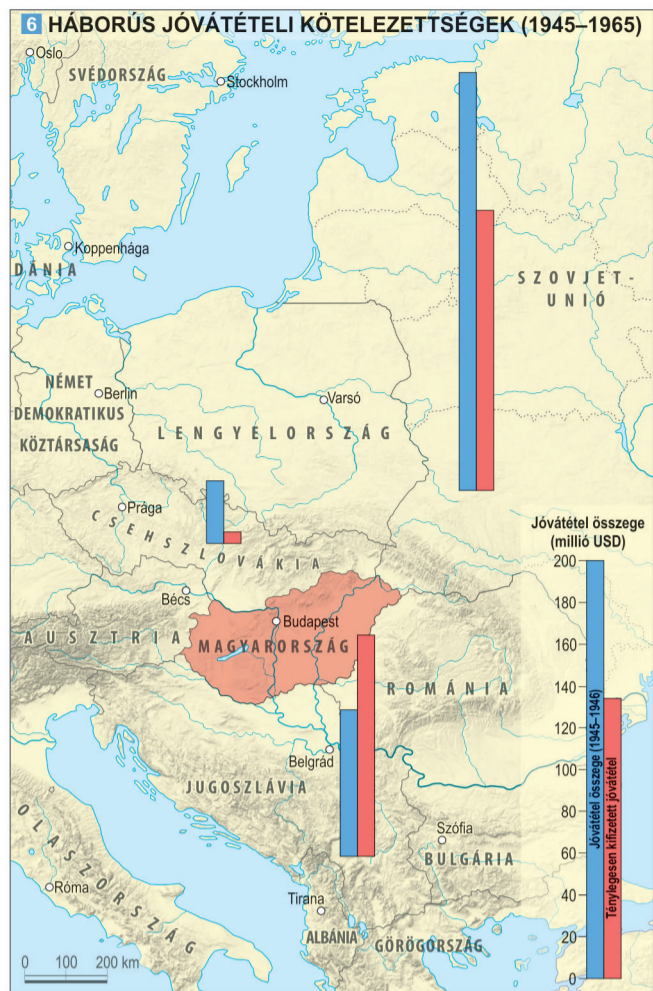 6 HÁBORÚS JÓVÁTÉTELI KÖTELEZETTSÉGEK (1945–1965)
Oslo
SVÉDORSZÁG
Stockholm
Koppenhága
DÁNIA
SZOVJET-
UNIÓ
NÉMET
DEMOKRATIKUS
KÖZTÁRSASÁG
Berlin
Varsó
LENGYELORSZÁG
Prága
CSEHSZLOVÁKIA
Bécs
AUSZTRIA
Budapest
MAGYARORSZÁG
ROMÁNIA
Belgrád
JUGOSZLÁVIA
OLASZORSZÁG
Róma
Szófia
BULGÁRIA
Tirana
ALBÁNIA
GÖRÖGORSZÁG
0 100 200 km
Jóvátétel összege
(millió USD)
200
180
160
140
120
100
80
60
40
20
0
Jóvátétel összege (1945–1946)
Ténylegesen kifizetett jóvátétel